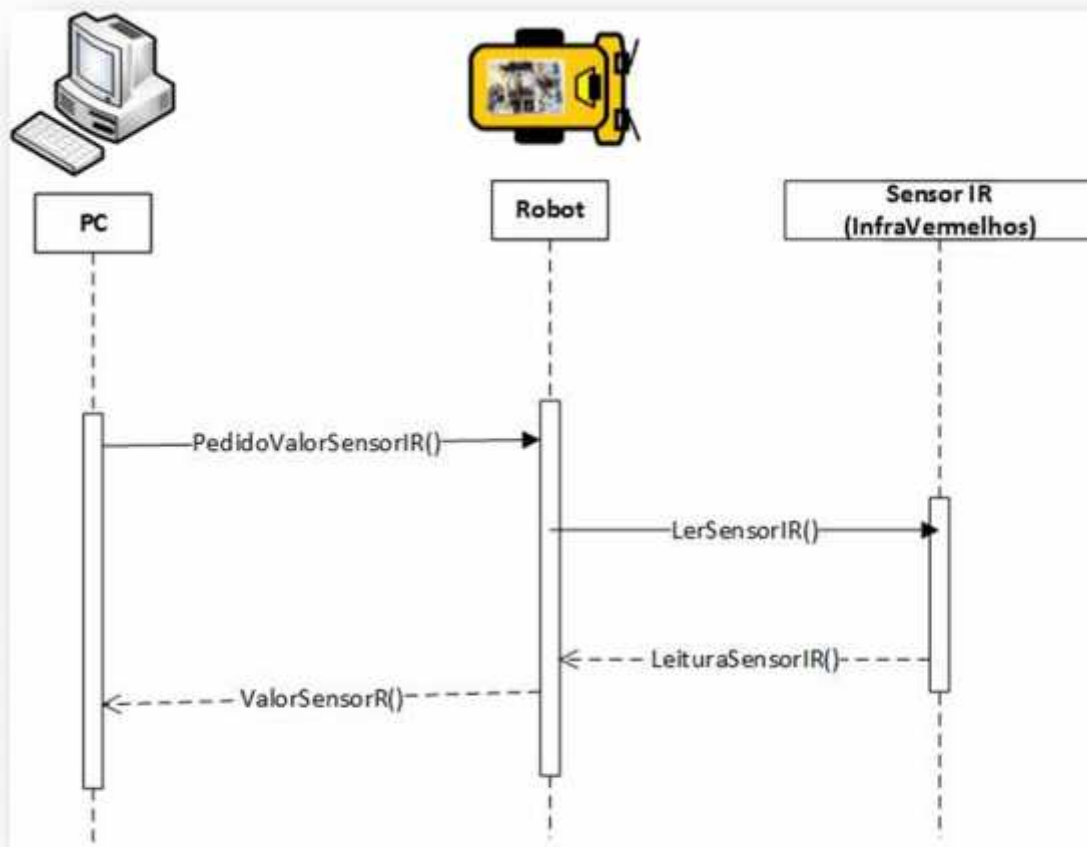 PC
Robot
Sensor IR
(InfraVermelhos)
PedidoValorSensorIR()
LerSensorIR()
LeituraSensorIR()
ValorSensorR()